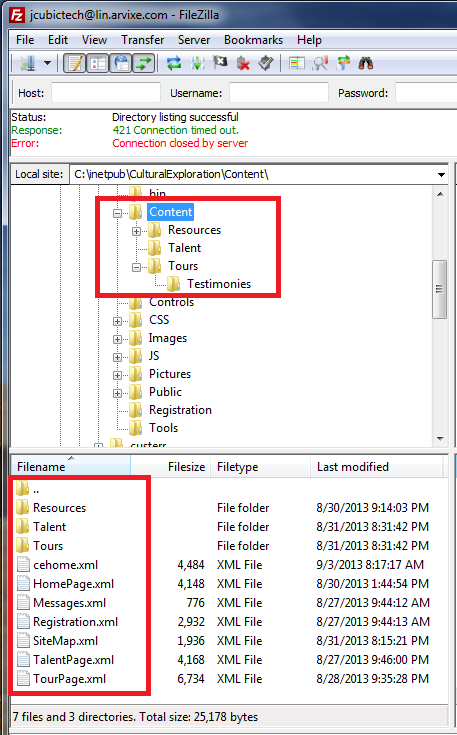 jcubictech@lin.arvixe.com - FileZilla
File Edit View Transfer Server Bookmarks Help
Host: Username: Password:
Status: Directory listing successful
Response: 421 Connection timed out.
Error: Connection closed by server
Local site: C:\inetpub\CulturalExploration\Content\
bin
Content
Resources
Talent
Tours
Testimonies
Controls
CSS
Images
JS
Pictures
Public
Registration
Tools
custerr
Filename Filesize Filetype Last modified
..
Resources File folder 8/30/2013 9:14:03 PM
Talent File folder 8/31/2013 8:31:42 PM
Tours File folder 8/31/2013 8:31:42 PM
cehome.xml 4,484 XML File 9/3/2013 8:17:17 AM
HomePage.xml 4,148 XML File 8/30/2013 1:44:54 PM
Messages.xml 776 XML File 8/27/2013 9:44:12 AM
Registration.xml 2,932 XML File 8/27/2013 9:44:13 AM
SiteMap.xml 1,936 XML File 8/31/2013 8:15:21 PM
TalentPage.xml 4,168 XML File 8/27/2013 9:46:00 PM
TourPage.xml 6,734 XML File 8/28/2013 9:35:28 PM
7 files and 3 directories. Total size: 25,178 bytes